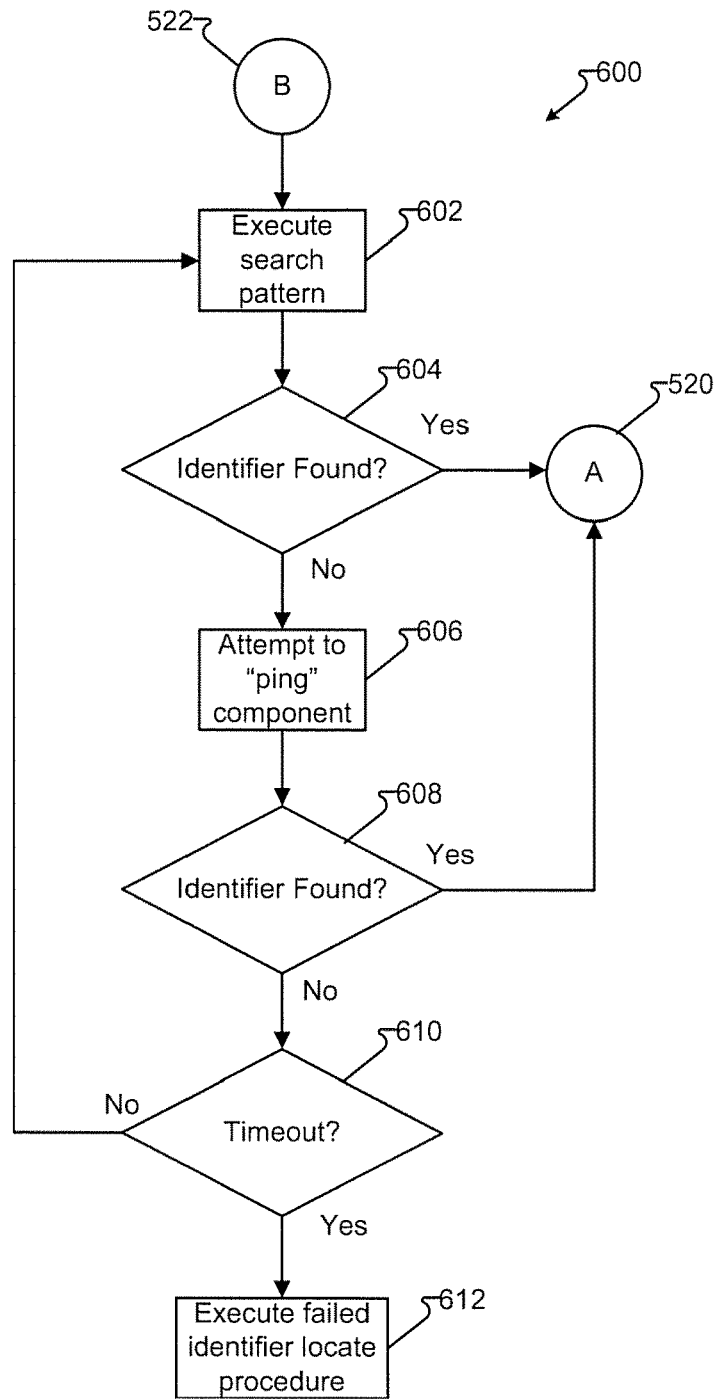 522
B
600
602
Execute
search
pattern
604
Yes
520
Identifier Found?
A
No
606
Attempt to
“ping”
component
608
Yes
Identifier Found?
No
610
No
Timeout?
Yes
612
Execute failed
identifier locate
procedure